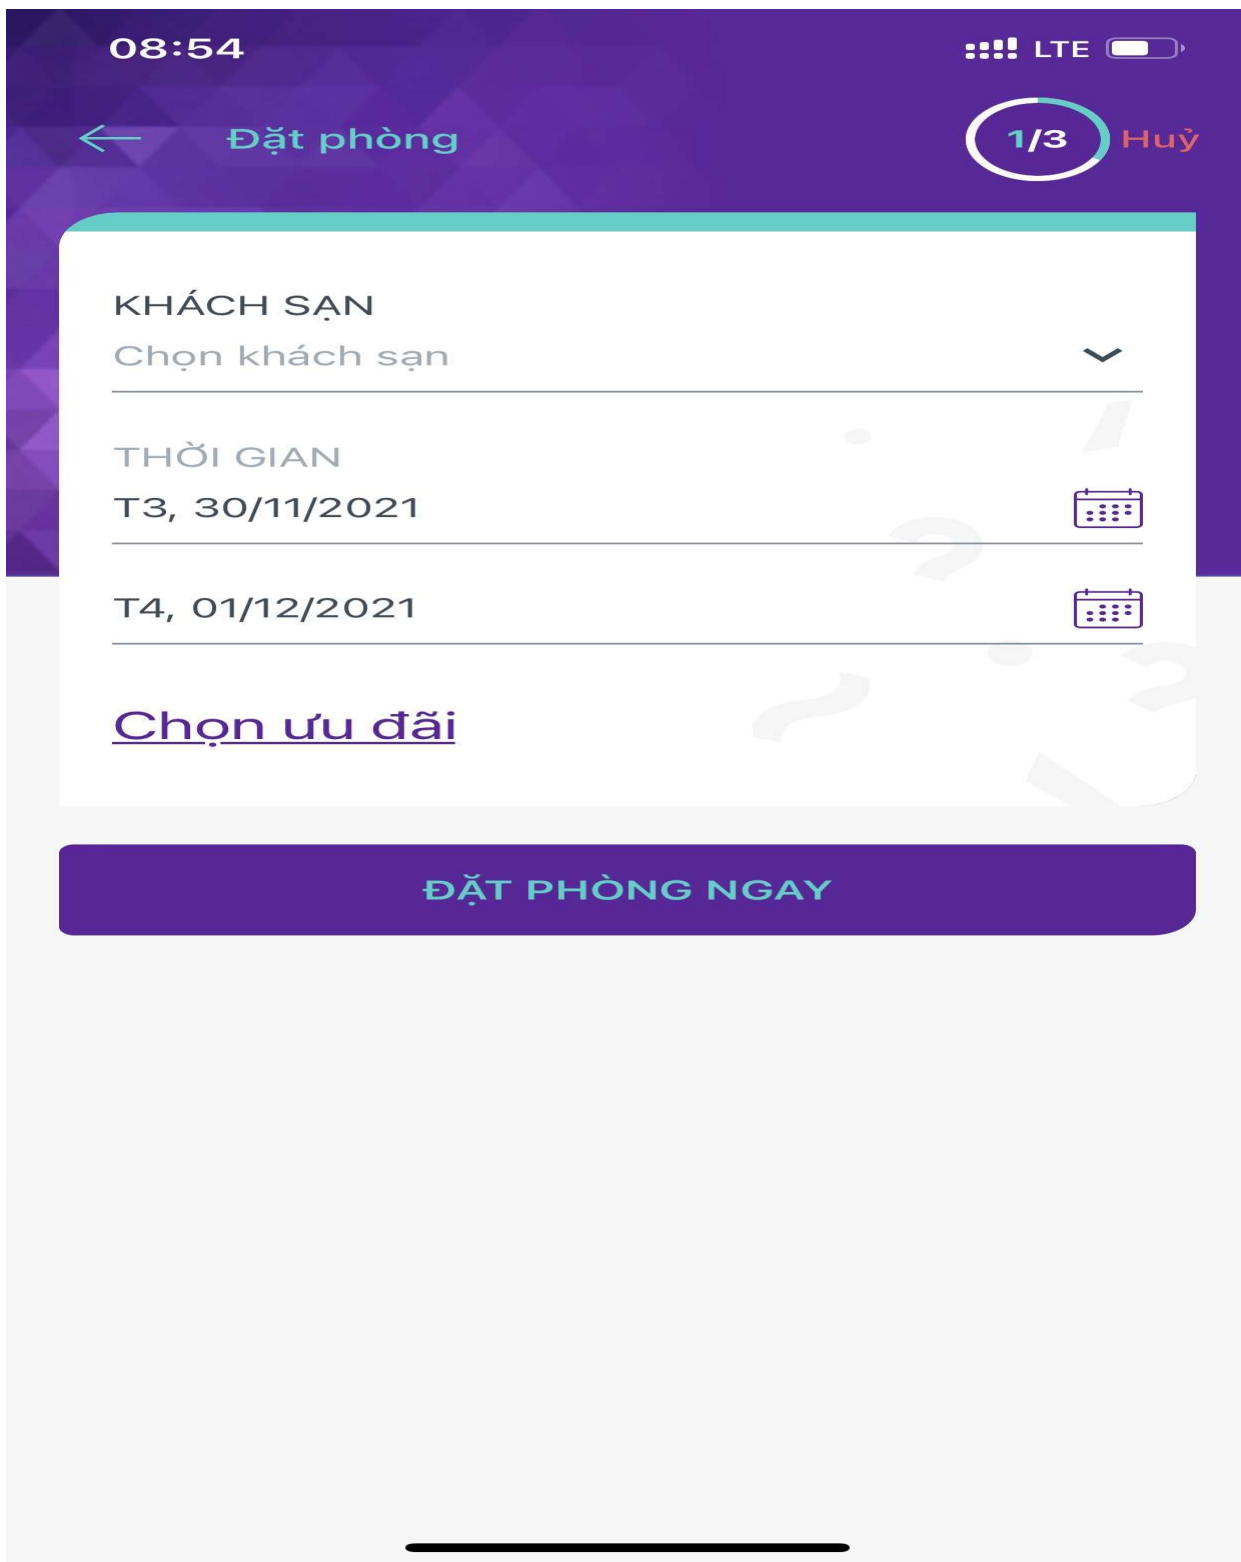 08:54 LTE
Đặt phòng 1/3 Huỷ
KHÁCH SẠN
Chọn khách sạn
THỜI GIAN
T3, 30/11/2021
T4, 01/12/2021
Chọn ưu đãi
ĐẶT PHÒNG NGAY